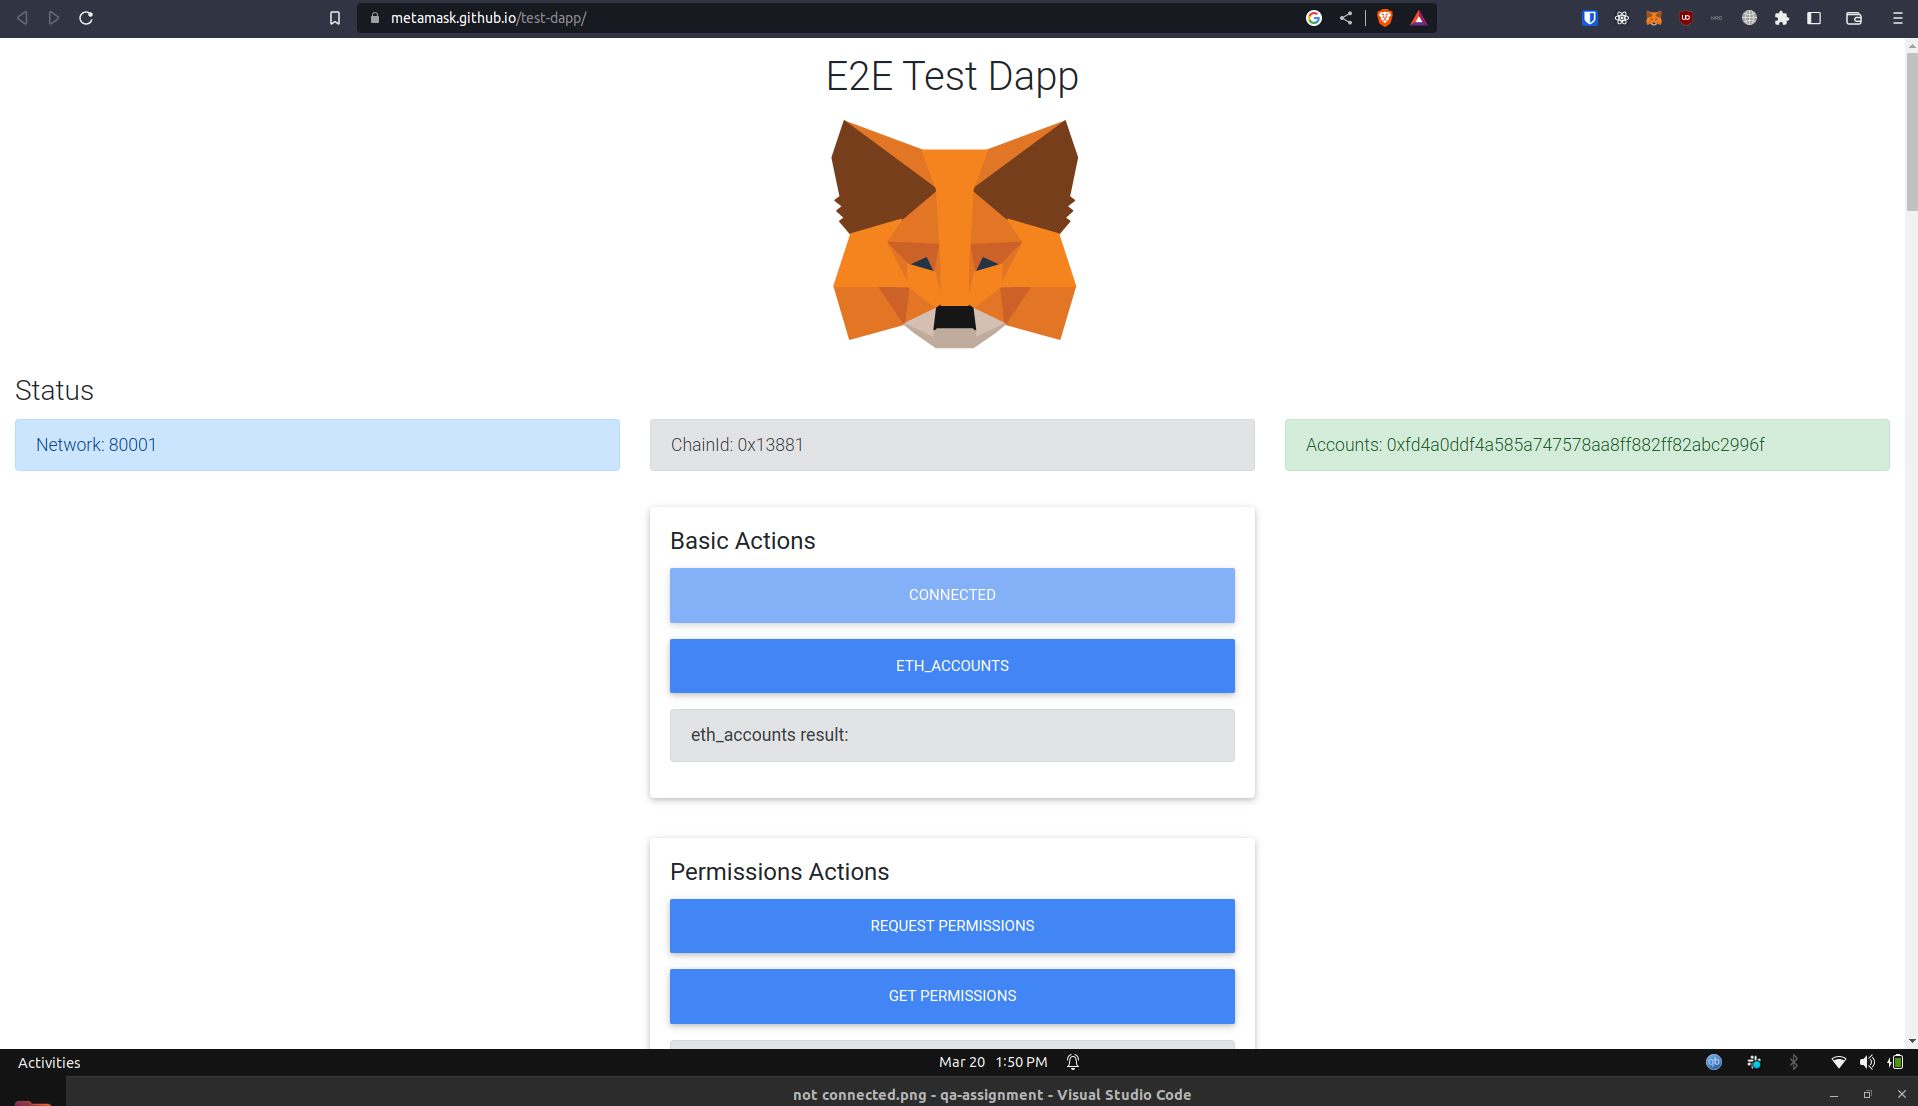 metamask.github.io/test-dapp/
E2E Test Dapp
Status
Network: 80001
ChainId: 0x13881
Accounts: 0xfd4a0ddf4a585a747578aa8ff882ff82abc2996f
Basic Actions
CONNECTED
ETH_ACCOUNTS
eth_accounts result:
Permissions Actions
REQUEST PERMISSIONS
GET PERMISSIONS
Activities
Mar 20 1:50 PM
not connected.png - qa-assignment - Visual Studio Code